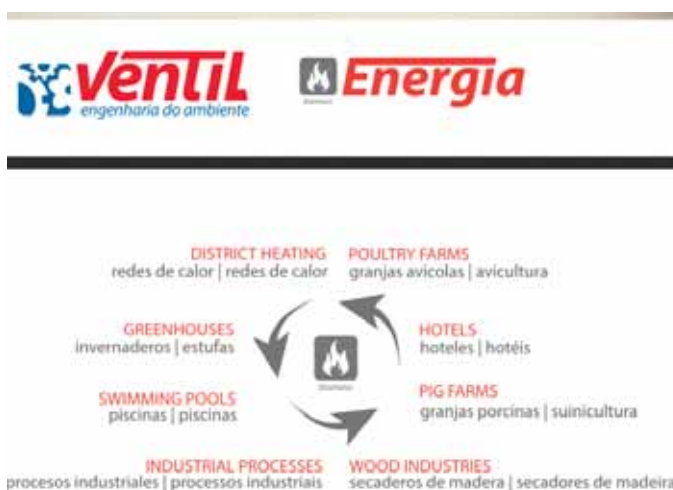 Ventil
engenharia do ambiente
Energia
DISTRICT HEATING
redes de calor | redes de calor
POULTRY FARMS
granjas avicolas | avicultura
GREENHOUSES
invernaderos | estufas
HOTELS
hoteles | hotéis
SWIMMING POOLS
piscinas | piscinas
PIG FARMS
granjas porcinas | suinicultura
INDUSTRIAL PROCESSES
procesos industriales | processos industriais
WOOD INDUSTRIES
secaderos de madera | secadores de madeira